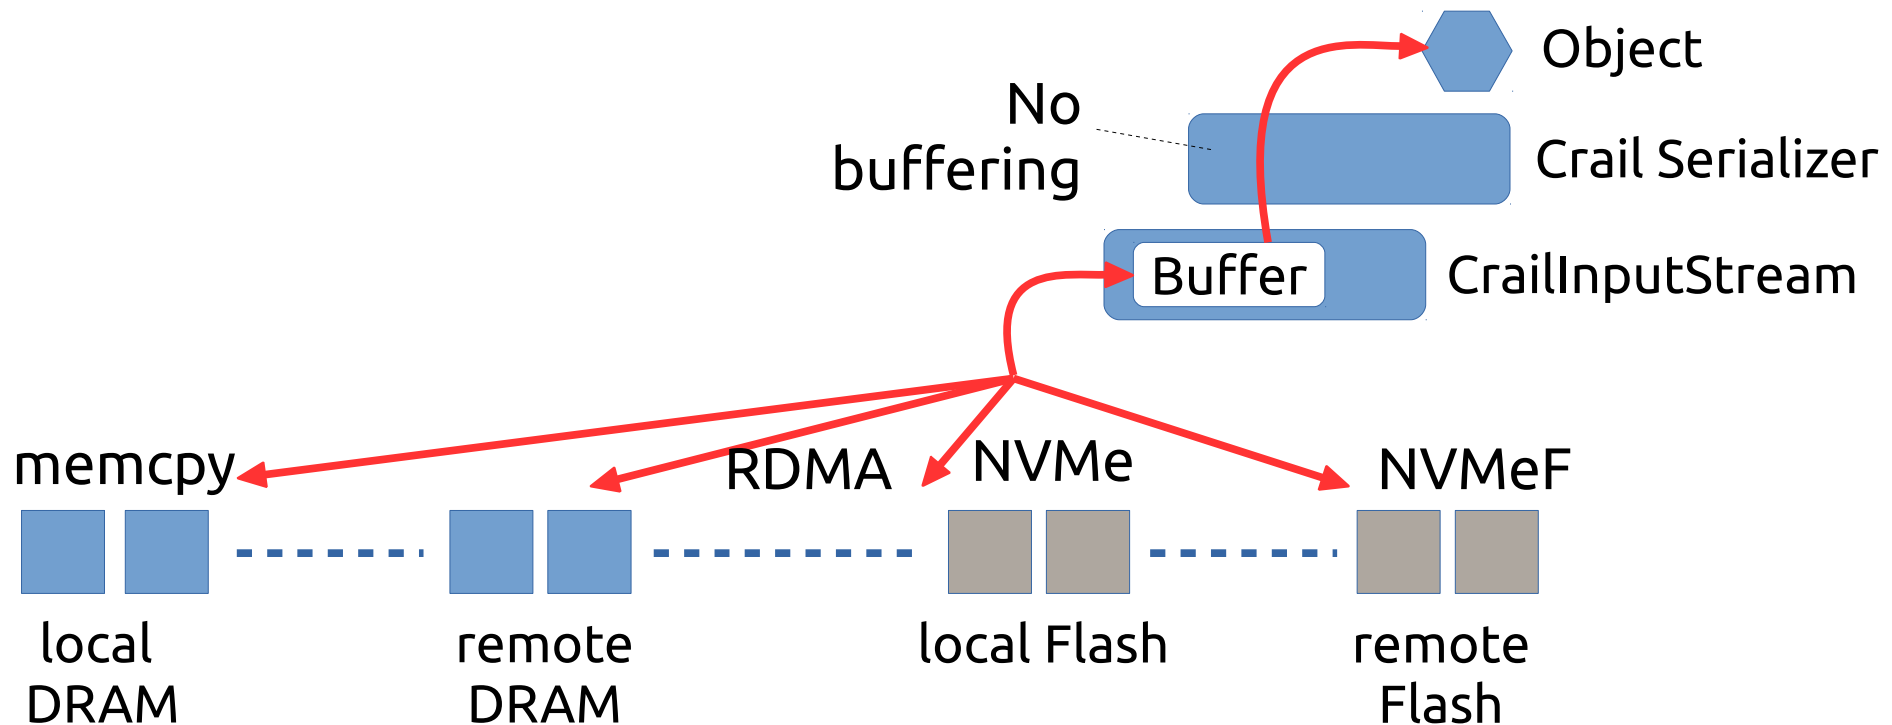 Object
No
buffering
Crail Serializer
Buffer
CrailInputStream
memcpy
RDMA
NVMe
NVMeF
local
DRAM
remote
DRAM
local Flash
remote
Flash